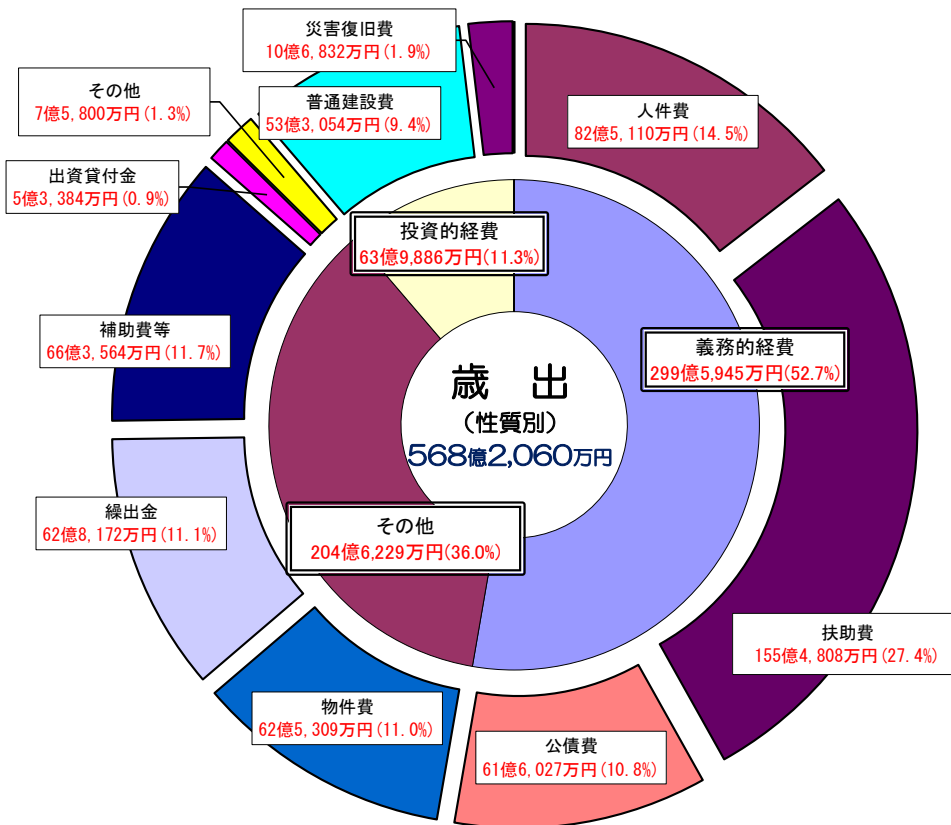 災害復旧費
10億6,832万円(1.9%)
その他
7億5,800万円(1.3%)
普通建設費
53億3,054万円(9.4%)
人件費
82億5,110万円(14.5%)
出資貸付金
5億3,384万円(0.9%)
投資的経費
63億9,886万円(11.3%)
補助費等
66億3,564万円(11.7%)
義務的経費
299億5,945万円(52.7%)
歳 出
(性質別)
568億2,060万円
繰出金
62億8,172万円(11.1%)
その他
204億6,229万円(36.0%)
扶助費
155億4,808万円(27.4%)
物件費
62億5,309万円(11.0%)
公債費
61億6,027万円(10.8%)